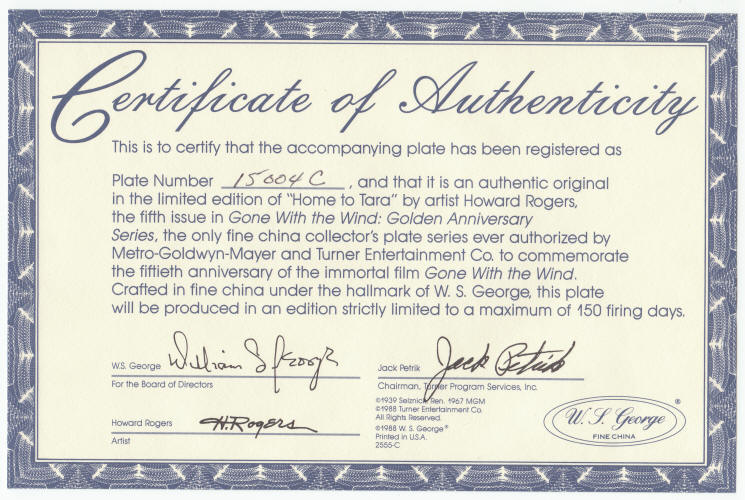 Certificate of Authenticity
This is to certify that the accompanying plate has been registered as
Plate Number 15004C, and that it is an authentic original
in the limited edition of "Home to Tara" by artist Howard Rogers,
the fifth issue in Gone With the Wind: Golden Anniversary
Series, the only fine china collector's plate series ever authorized by
Metro-Goldwyn-Mayer and Turner Entertainment Co. to commemorate
the fiftieth anniversary of the immortal film Gone With the Wind.
Crafted in fine china under the hallmark of W. S. George, this plate
will be produced in an edition strictly limited to a maximum of 150 firing days.
W.S. George William S George
For the Board of Directors
Jack Petrik Jack Petrik
Chairman, Turner Program Services, Inc.
Howard Rogers H. Rogers
Artist
©1939 Selznick, Ren. 1967 MGM
©1988 Turner Entertainment Co.
All Rights Reserved.
©1988 W. S. George®
Printed in U.S.A.
2555-C
W. S. George ®
FINE CHINA